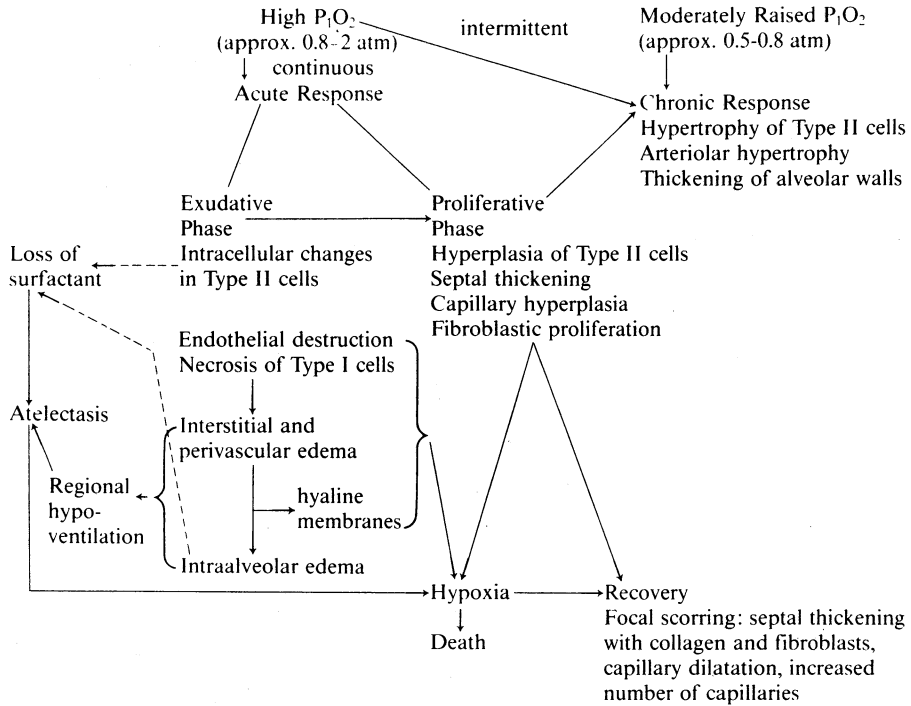 High P₁O₂
(approx. 0.8-2 atm)
continuous
Acute Response
intermittent
Moderately Raised P₁O₂
(approx. 0.5-0.8 atm)
Chronic Response
Hypertrophy of Type II cells
Arteriolar hypertrophy
Thickening of alveolar walls
Exudative
Phase
Intracellular changes
in Type II cells
Proliferative
Phase
Hyperplasia of Type II cells
Septal thickening
Capillary hyperplasia
Fibroblastic proliferation
Loss of
surfactant
Endothelial destruction
Necrosis of Type I cells
Atelectasis
Interstitial and
perivascular edema
Regional
hypo-
ventilation
hyaline
membranes
Intraalveolar edema
Hypoxia
Death
Recovery
Focal scorring: septal thickening
with collagen and fibroblasts,
capillary dilatation, increased
number of capillaries